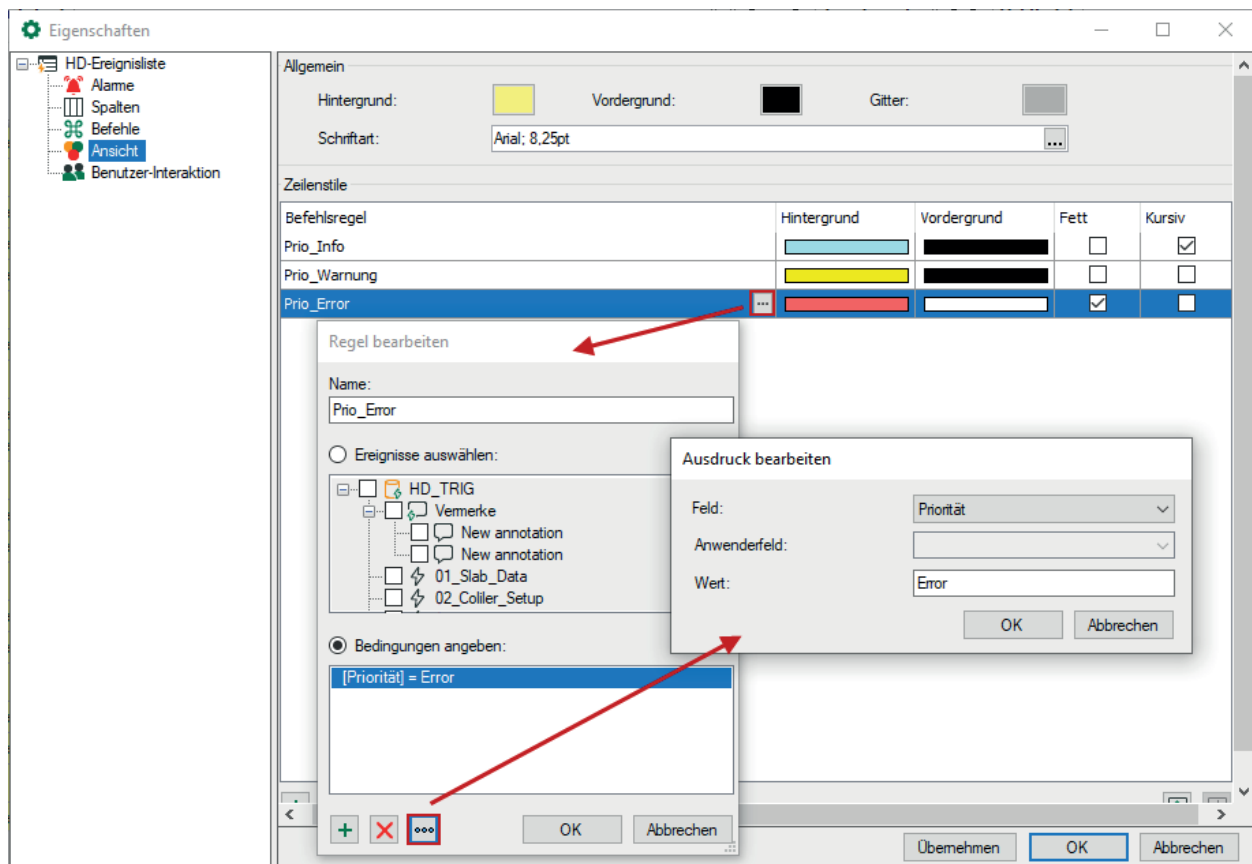 Eigenschaften
HD-Ereignisliste
Alarme
Spalten
Befehle
Ansicht
Benutzer-Interaktion
Allgemein
Hintergrund: Vordergrund: Gitter:
Schriftart: Arial; 8,25pt ...
Zeilenstile
Befehlsregel Hintergrund Vordergrund Fett Kursiv
Prio_Info
Prio_Warnung
Prio_Error ...
Regel bearbeiten
Name:
Prio_Error
Ereignisse auswählen:
HD_TRIG
Vermerke
New annotation
New annotation
01_Slab_Data
02_Coliler_Setup
Bedingungen angeben:
[Priorität] = Error
OK Abbrechen
Ausdruck bearbeiten
Feld: Priorität
Anwenderfeld:
Wert: Error
OK Abbrechen
Übernehmen OK Abbrechen